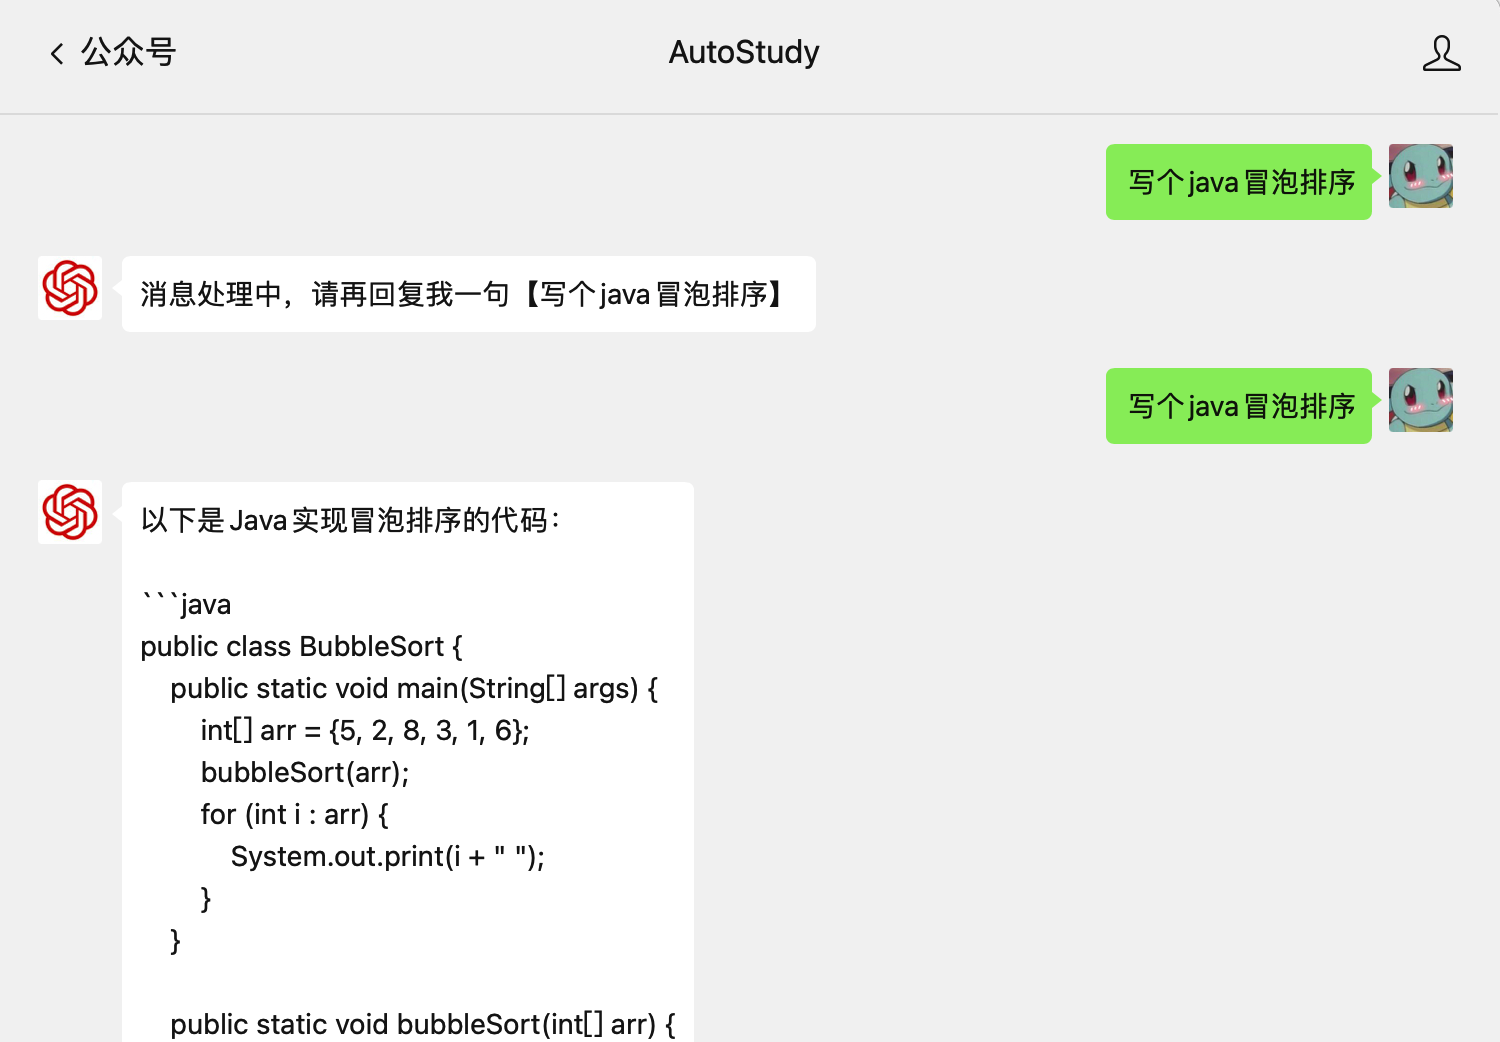 公众号
AutoStudy
写个java冒泡排序
消息处理中，请再回复我一句【写个java冒泡排序】
写个java冒泡排序
以下是Java实现冒泡排序的代码：
```java
public class BubbleSort {
    public static void main(String[] args) {
        int[] arr = {5, 2, 8, 3, 1, 6};
        bubbleSort(arr);
        for (int i : arr) {
            System.out.print(i + " ");
        }
    }
    public static void bubbleSort(int[] arr) {